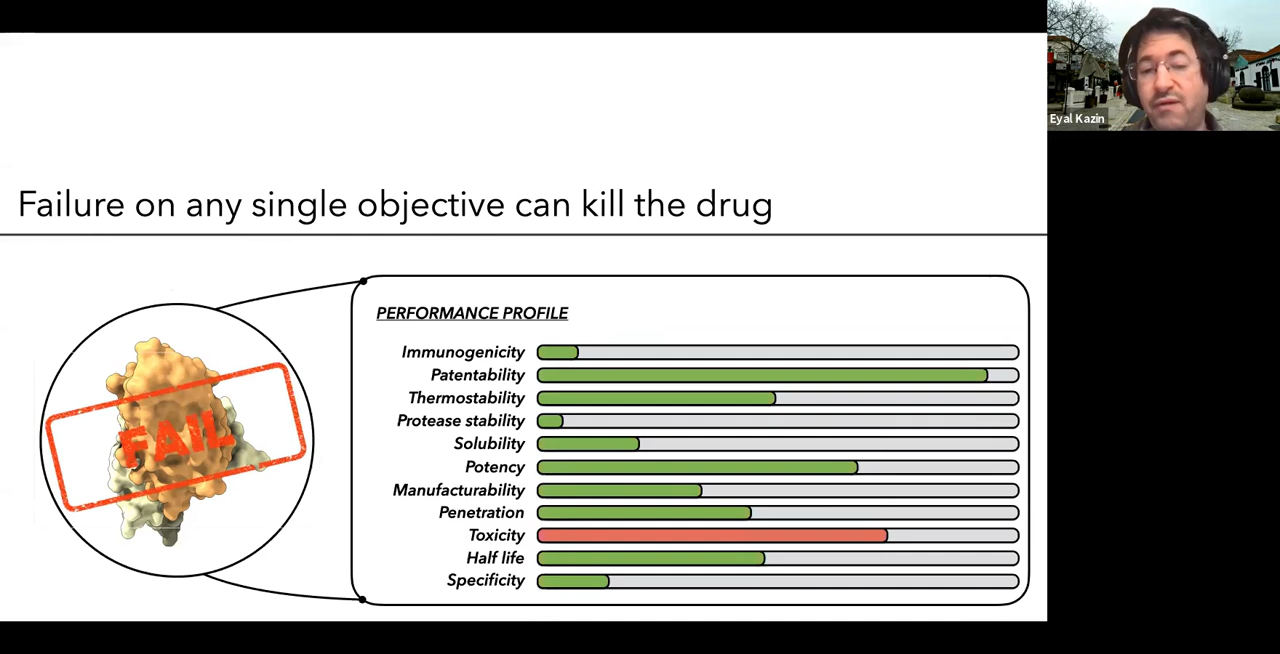 Eyal Kazin
Failure on any single objective can kill the drug
PERFORMANCE PROFILE
Immunogenicity
Patentability
Thermostability
Protease stability
Solubility
Potency
Manufacturability
Penetration
Toxicity
Half life
Specificity
FAIL